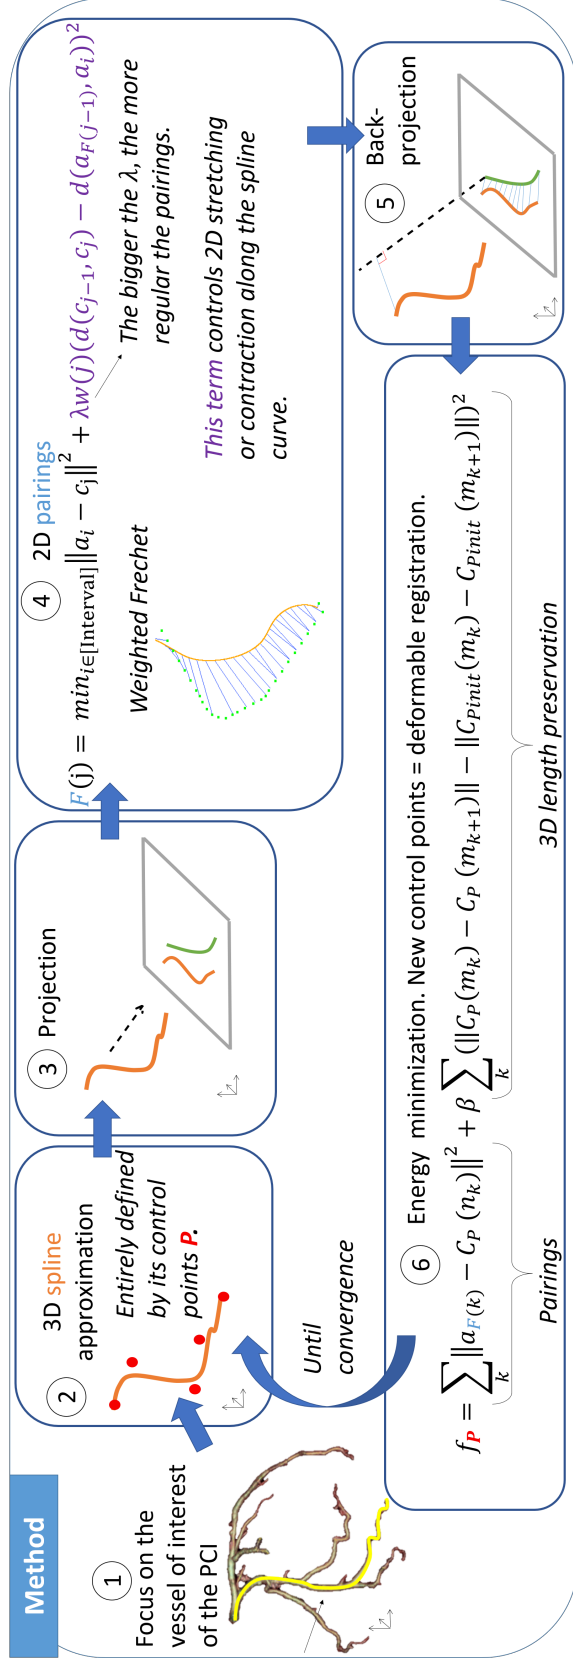 Method
1
Focus on the
vessel of interest
of the PCI
2
3D spline
approximation
Entirely defined
by its control
points P.
3
Projection
4
2D pairings
F(j) = min_{i∈[Interval]}‖a_i − c_j‖² + λw(j)(d(c_{j−1}, c_j) − d(a_{F(j−1)}, a_i))²
The bigger the λ, the more
regular the pairings.
Weighted Frechet
This term controls 2D stretching
or contraction along the spline
curve.
5
Back-
projection
6
Energy minimization. New control points = deformable registration.
f_P = ∑_k ‖a_{F(k)} − C_P (n_k)‖² + β ∑_k (‖C_P(m_k) − C_P (m_{k+1})‖ − ‖C_{Pinit}(m_k) − C_{Pinit} (m_{k+1})‖)²
Pairings
3D length preservation
Until
convergence